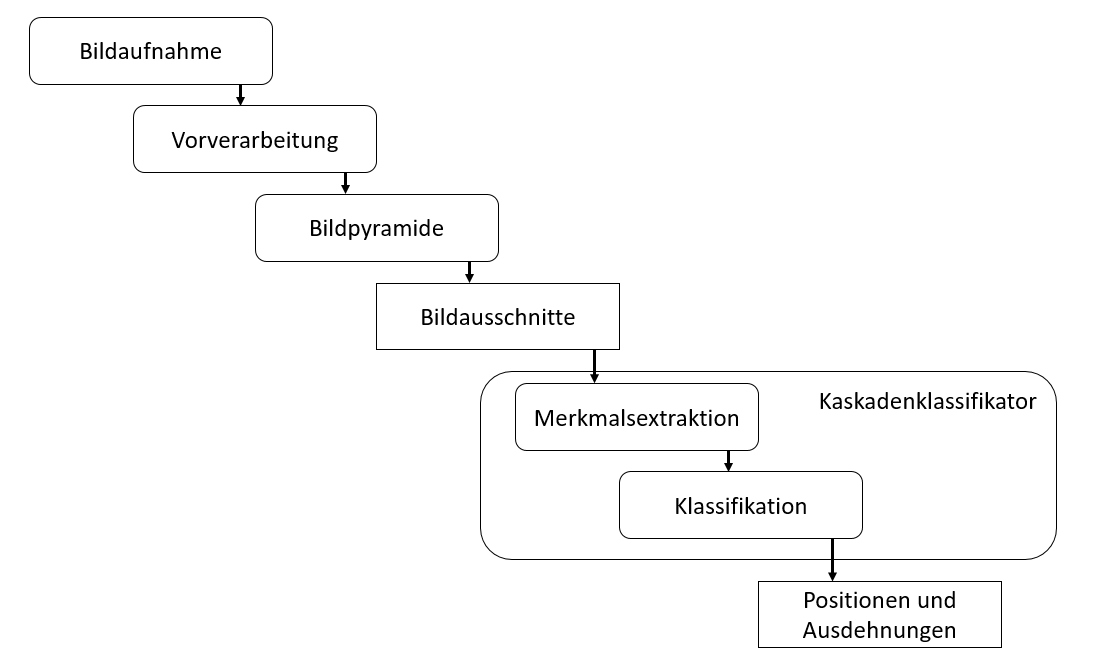 Bildaufnahme
Vorverarbeitung
Bildpyramide
Bildausschnitte
Kaskadenklassifikator
Merkmalsextraktion
Klassifikation
Positionen und
Ausdehnungen